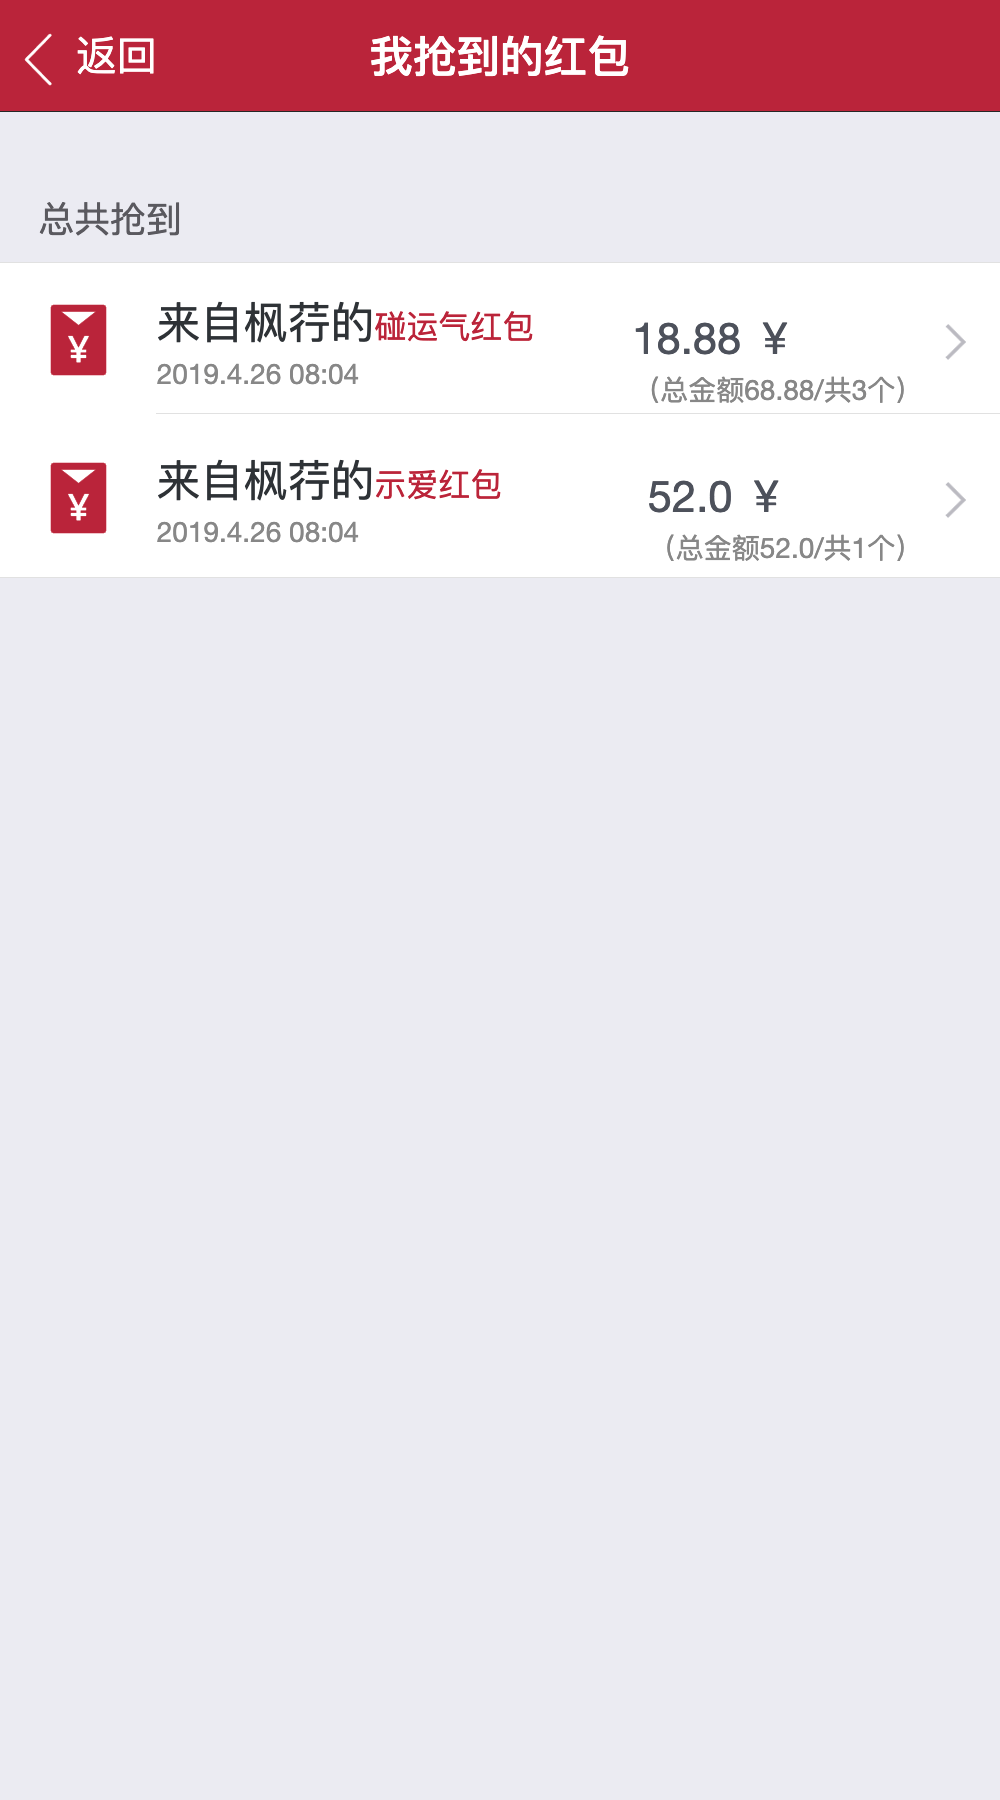 返回
我抢到的红包
总共抢到
来自枫荇的碰运气红包
18.88 ¥
2019.4.26 08:04
（总金额68.88/共3个）
来自枫荇的示爱红包
52.0 ¥
2019.4.26 08:04
（总金额52.0/共1个）